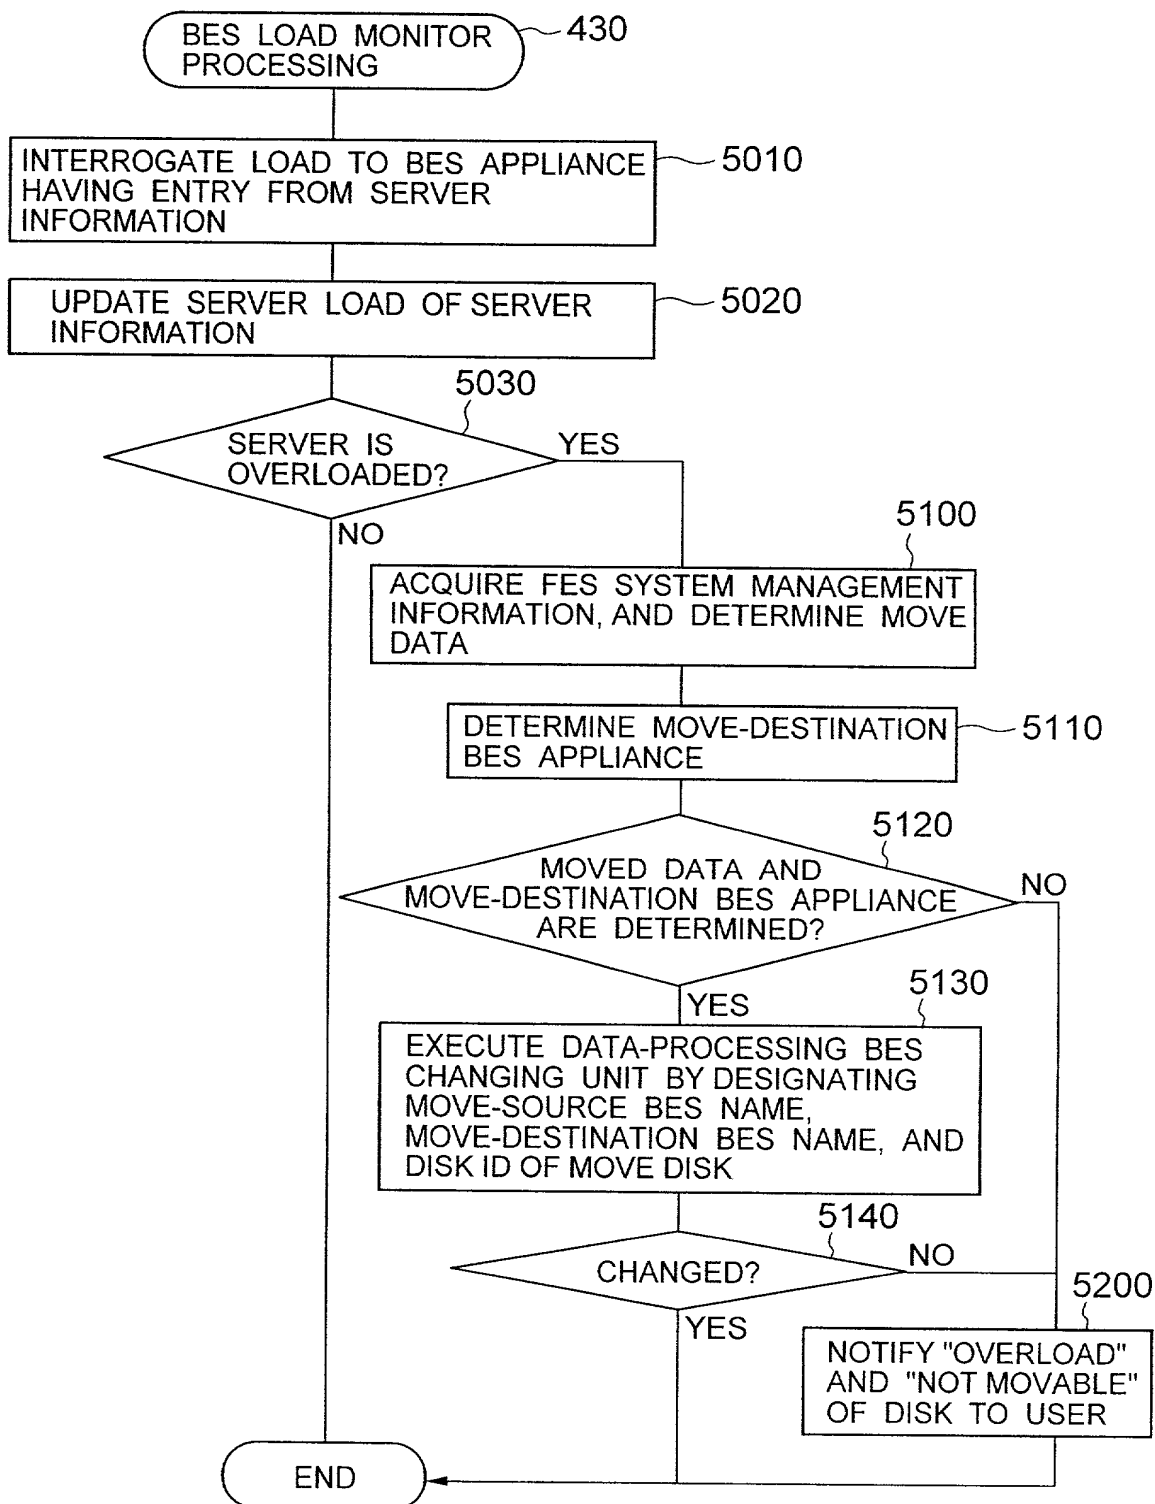 BES LOAD MONITOR
PROCESSING
430
INTERROGATE LOAD TO BES APPLIANCE
HAVING ENTRY FROM SERVER
INFORMATION
5010
UPDATE SERVER LOAD OF SERVER
INFORMATION
5020
5030
SERVER IS
OVERLOADED?
YES
NO
5100
ACQUIRE FES SYSTEM MANAGEMENT
INFORMATION, AND DETERMINE MOVE
DATA
DETERMINE MOVE-DESTINATION
BES APPLIANCE
5110
5120
MOVED DATA AND
MOVE-DESTINATION BES APPLIANCE
ARE DETERMINED?
NO
YES
5130
EXECUTE DATA-PROCESSING BES
CHANGING UNIT BY DESIGNATING
MOVE-SOURCE BES NAME,
MOVE-DESTINATION BES NAME, AND
DISK ID OF MOVE DISK
5140
CHANGED?
NO
YES
5200
NOTIFY "OVERLOAD"
AND "NOT MOVABLE"
OF DISK TO USER
END